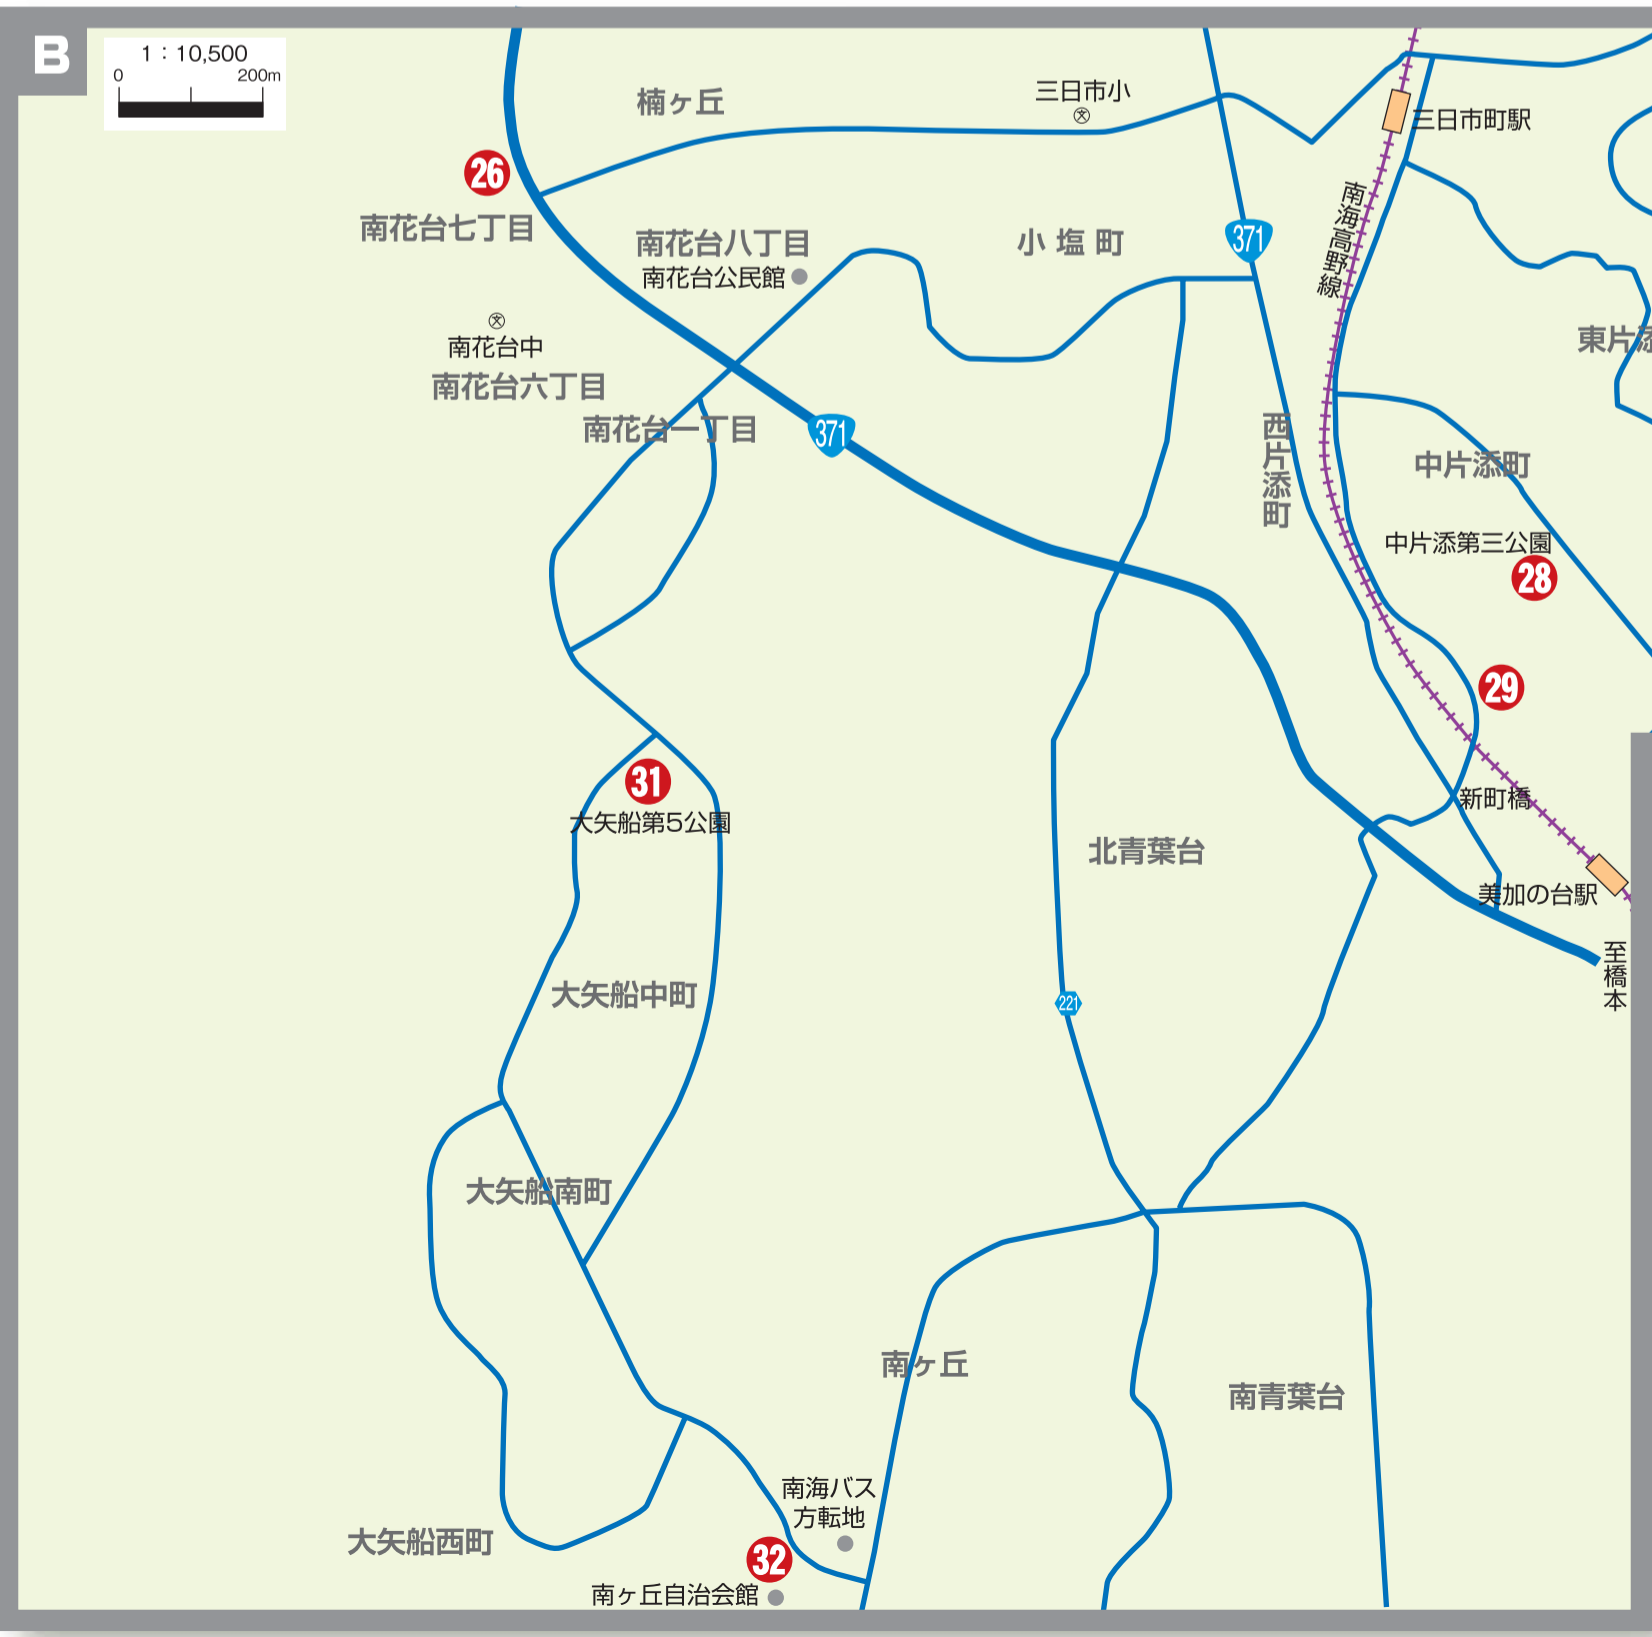 B
1：10,500
0 200m
楠ヶ丘
三日市小
三日市町駅
26
南花台七丁目
南花台八丁目
南花台公民館
小塩町
371
南海高野線
南花台中
南花台六丁目
南花台一丁目
371
西片添町
東片添
中片添町
中片添第三公園
28
29
31
大矢船第5公園
新町橋
北青葉台
美加の台駅
至橋本
大矢船中町
221
大矢船南町
南ヶ丘
南青葉台
南海バス
方転地
大矢船西町
32
南ヶ丘自治会館